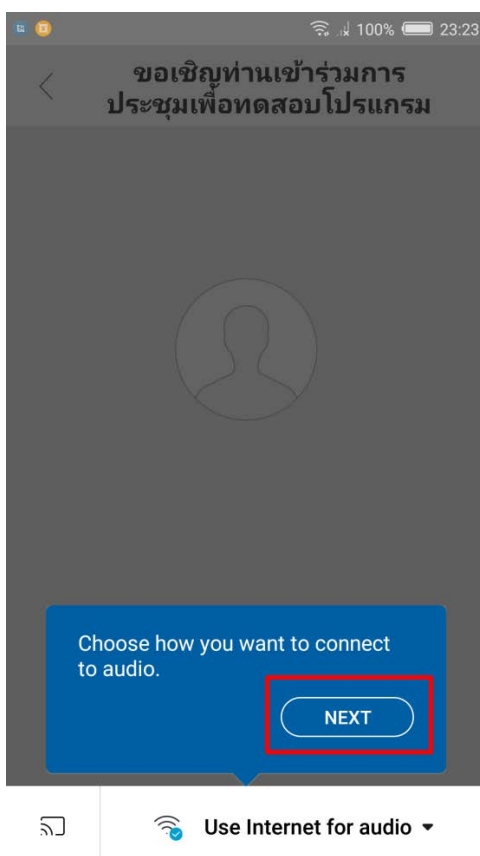 100% 23:23
ขอเชิญท่านเข้าร่วมการ
ประชุมเพื่อทดสอบโปรแกรม
Choose how you want to connect
to audio.
NEXT
Use Internet for audio